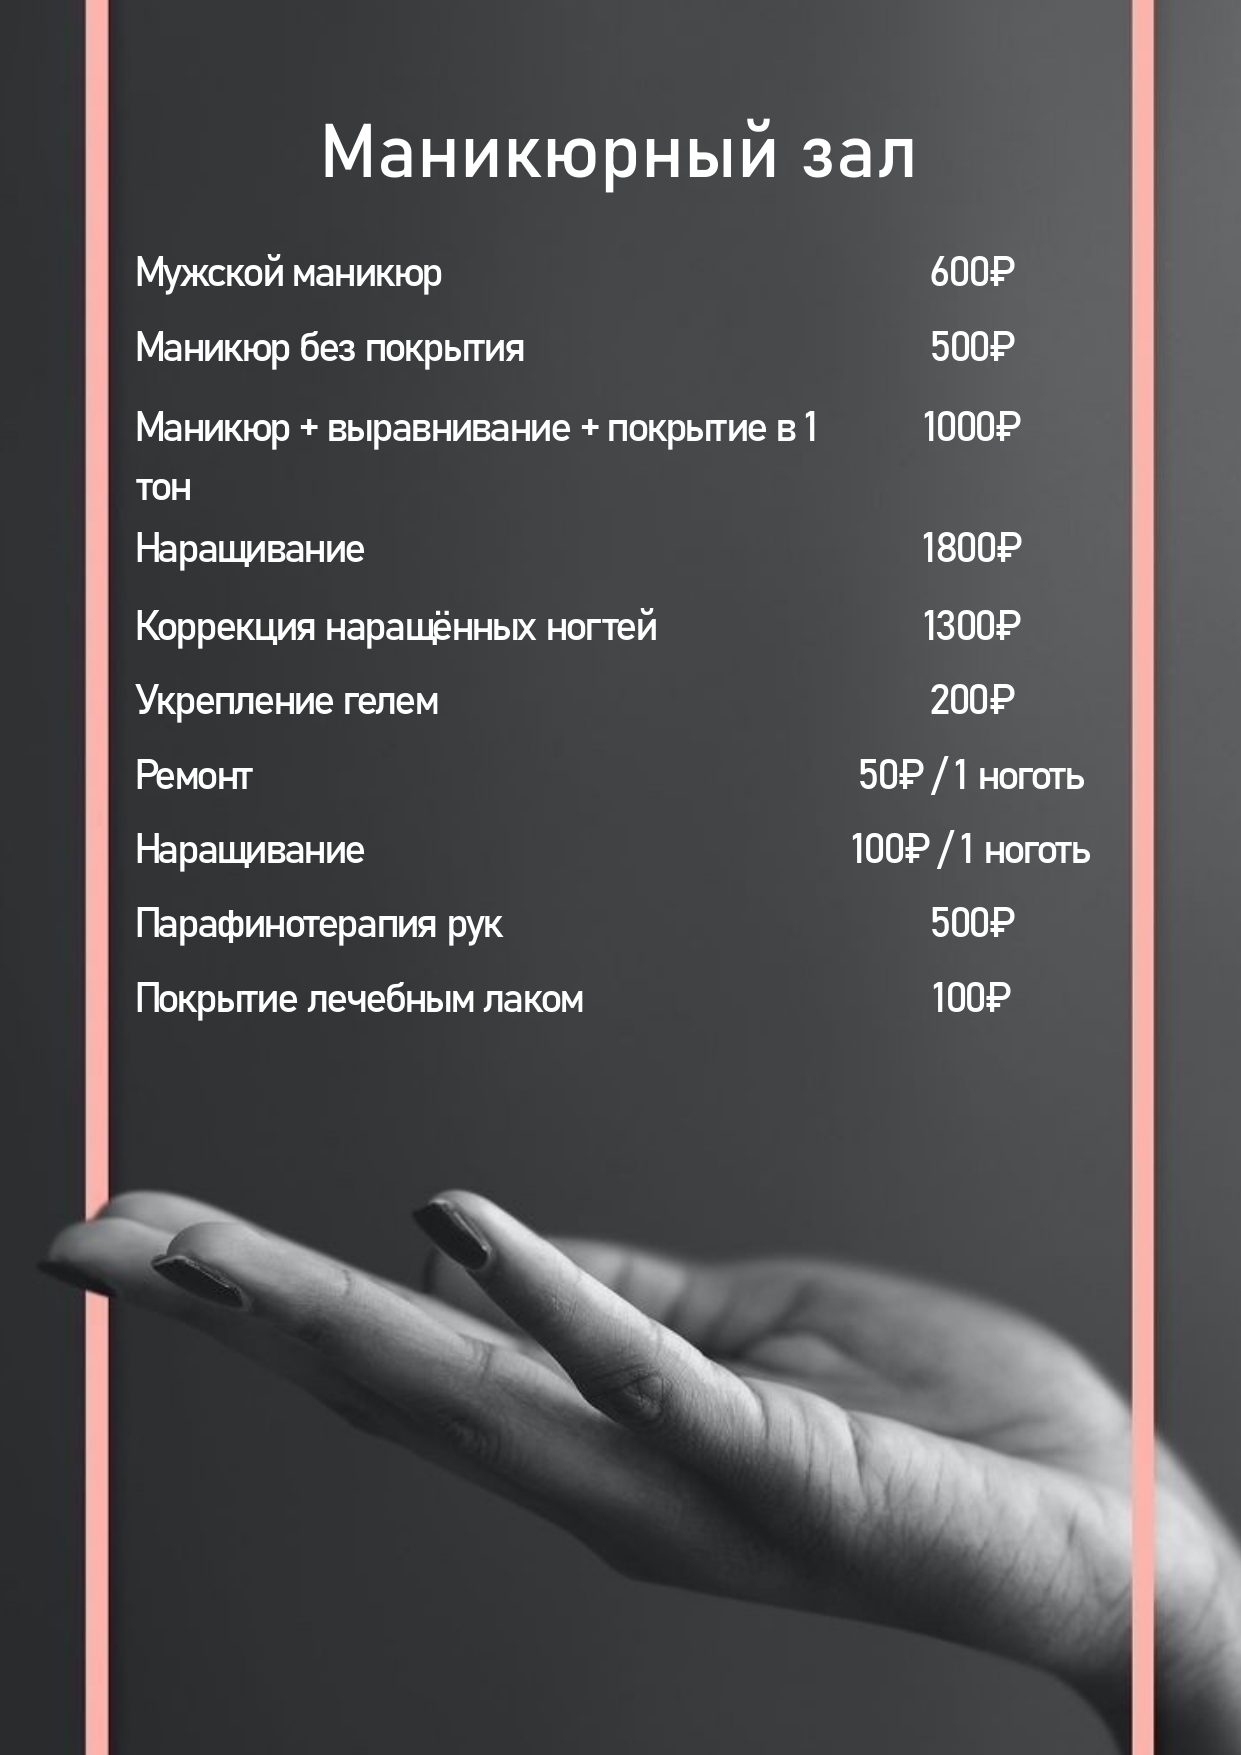 Маникюрный зал
Мужской маникюр 600₽
Маникюр без покрытия 500₽
Маникюр + выравнивание + покрытие в 1 1000₽
тон
Наращивание 1800₽
Коррекция наращённых ногтей 1300₽
Укрепление гелем 200₽
Ремонт 50₽ / 1 ноготь
Наращивание 100₽ / 1 ноготь
Парафинотерапия рук 500₽
Покрытие лечебным лаком 100₽